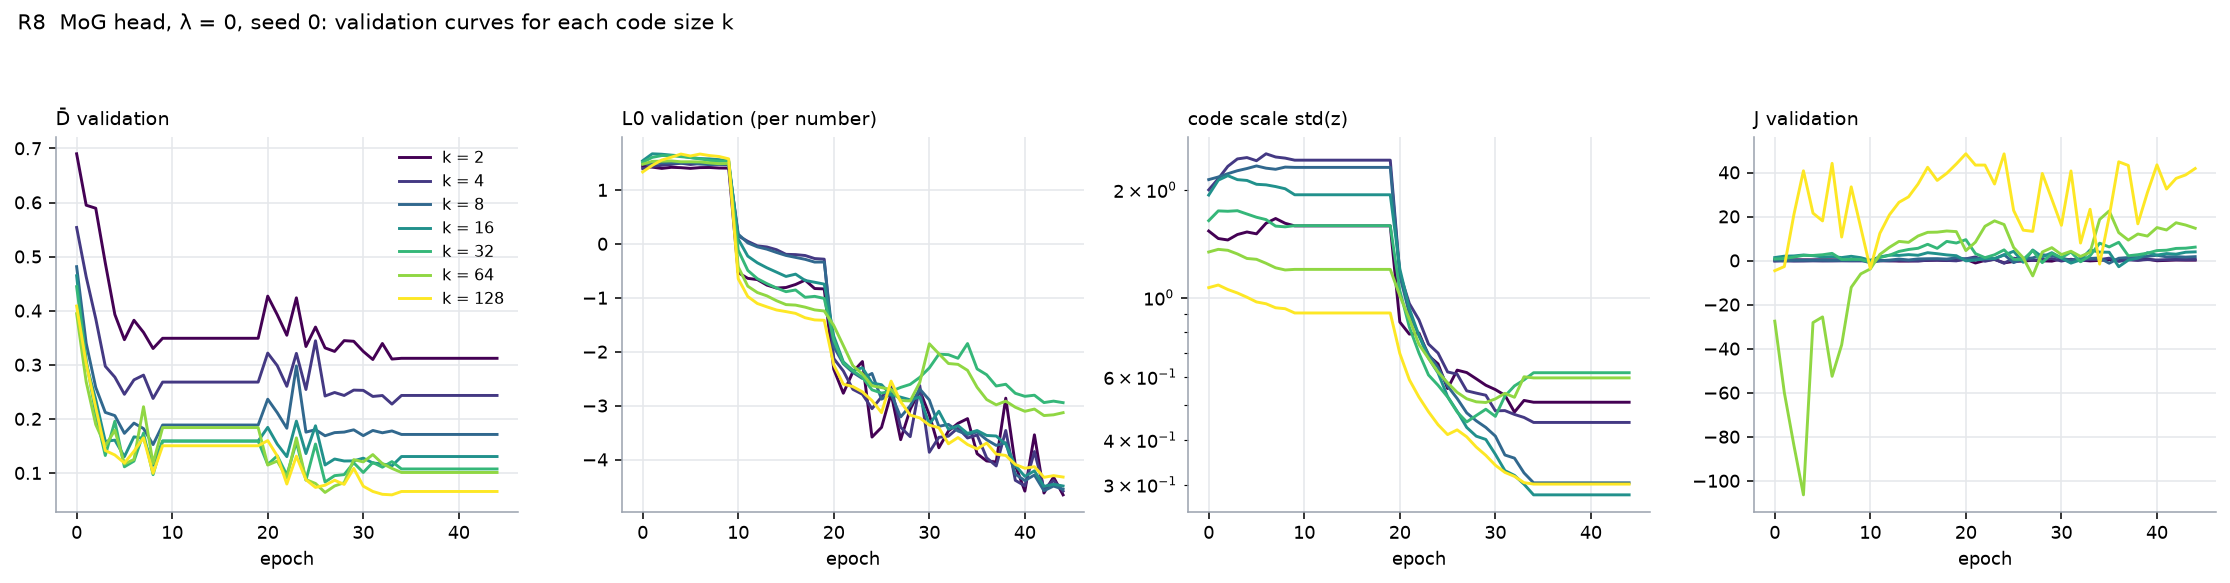 R8  MoG head, λ = 0, seed 0: validation curves for each code size k
D̄ validation
0.7
0.6
0.5
0.4
0.3
0.2
0.1
k = 2
k = 4
k = 8
k = 16
k = 32
k = 64
k = 128
0 10 20 30 40
epoch
L0 validation (per number)
1
0
−1
−2
−3
−4
0 10 20 30 40
epoch
code scale std(z)
2 × 10⁰
10⁰
6 × 10⁻¹
4 × 10⁻¹
3 × 10⁻¹
0 10 20 30 40
epoch
J validation
40
20
0
−20
−40
−60
−80
−100
0 10 20 30 40
epoch